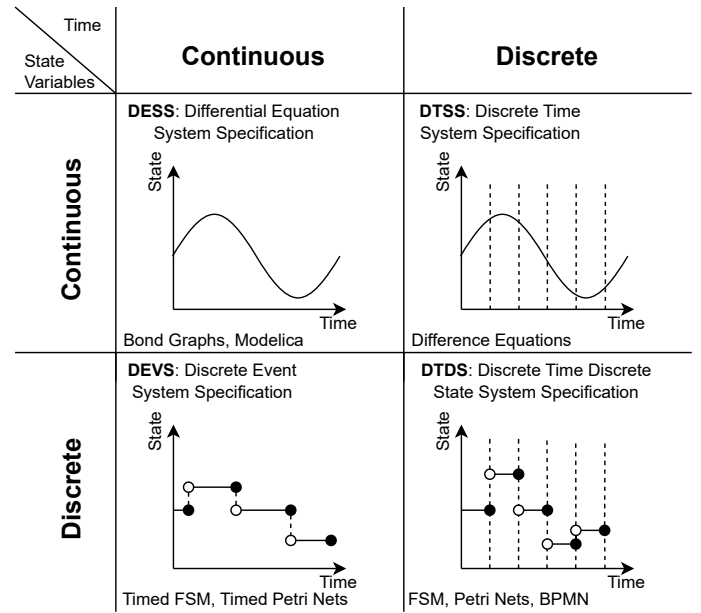 Time
State
Variables
Continuous
Discrete
Continuous
DESS: Differential Equation
System Specification
State
Time
Bond Graphs, Modelica
DTSS: Discrete Time
System Specification
State
Time
Difference Equations
Discrete
DEVS: Discrete Event
System Specification
State
Time
Timed FSM, Timed Petri Nets
DTDS: Discrete Time Discrete
State System Specification
State
Time
FSM, Petri Nets, BPMN